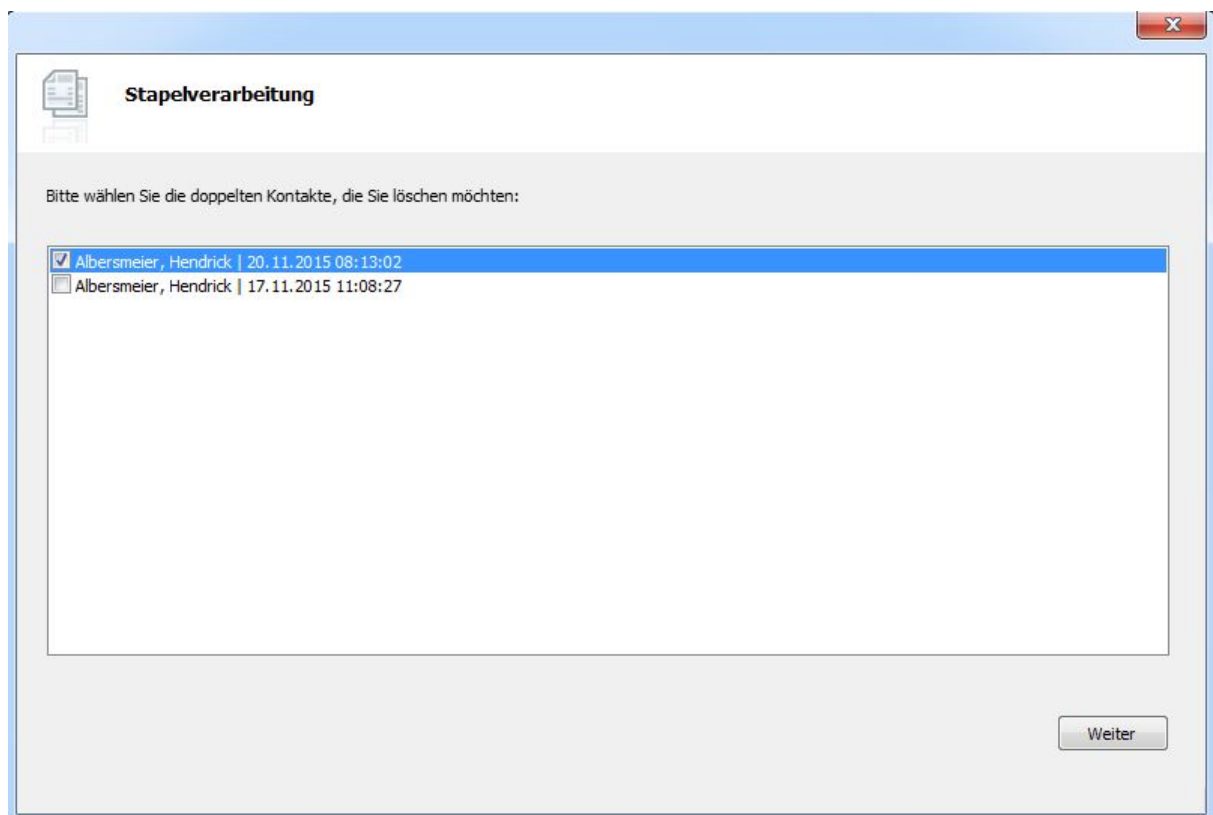 Stapelverarbeitung
Bitte wählen Sie die doppelten Kontakte, die Sie löschen möchten:
Albersmeier, Hendrick | 20.11.2015 08:13:02
Albersmeier, Hendrick | 17.11.2015 11:08:27
Weiter